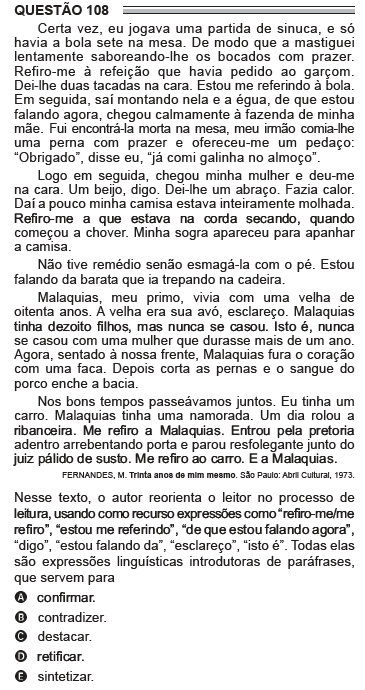 QUESTÃO 108
Certa vez, eu jogava uma partida de sinuca, e só
havia a bola sete na mesa. De modo que a mastiguei
lentamente saboreando-lhe os bocados com prazer.
Refiro-me à refeição que havia pedido ao garçom.
Dei-lhe duas tacadas na cara. Estou me referindo à bola.
Em seguida, saí montando nela e a égua, de que estou
falando agora, chegou calmamente à fazenda de minha
mãe. Fui encontrá-la morta na mesa, meu irmão comia-lhe
uma perna com prazer e ofereceu-me um pedaço:
“Obrigado”, disse eu, “já comi galinha no almoço”.
Logo em seguida, chegou minha mulher e deu-me
na cara. Um beijo, digo. Dei-lhe um abraço. Fazia calor.
Daí a pouco minha camisa estava inteiramente molhada.
Refiro-me a que estava na corda secando, quando
começou a chover. Minha sogra apareceu para apanhar
a camisa.
Não tive remédio senão esmagá-la com o pé. Estou
falando da barata que ia trepando na cadeira.
Malaquias, meu primo, vivia com uma velha de
oitenta anos. A velha era sua avó, esclareço. Malaquias
tinha dezoito filhos, mas nunca se casou. Isto é, nunca
se casou com uma mulher que durasse mais de um ano.
Agora, sentado à nossa frente, Malaquias fura o coração
com uma faca. Depois corta as pernas e o sangue do
porco enche a bacia.
Nos bons tempos passeávamos juntos. Eu tinha um
carro. Malaquias tinha uma namorada. Um dia rolou a
ribanceira. Me refiro a Malaquias. Entrou pela pretoria
adentro arrebentando porta e parou resfolegante junto do
juiz pálido de susto. Me refiro ao carro. E a Malaquias.
FERNANDES, M. Trinta anos de mim mesmo. São Paulo: Abril Cultural, 1973.
Nesse texto, o autor reorienta o leitor no processo de
leitura, usando como recurso expressões como “refiro-me/me
refiro”, “estou me referindo”, “de que estou falando agora”,
“digo”, “estou falando da”, “esclareço”, “isto é”. Todas elas
são expressões linguísticas introdutoras de paráfrases,
que servem para
A confirmar.
B contradizer.
C destacar.
D retificar.
E sintetizar.